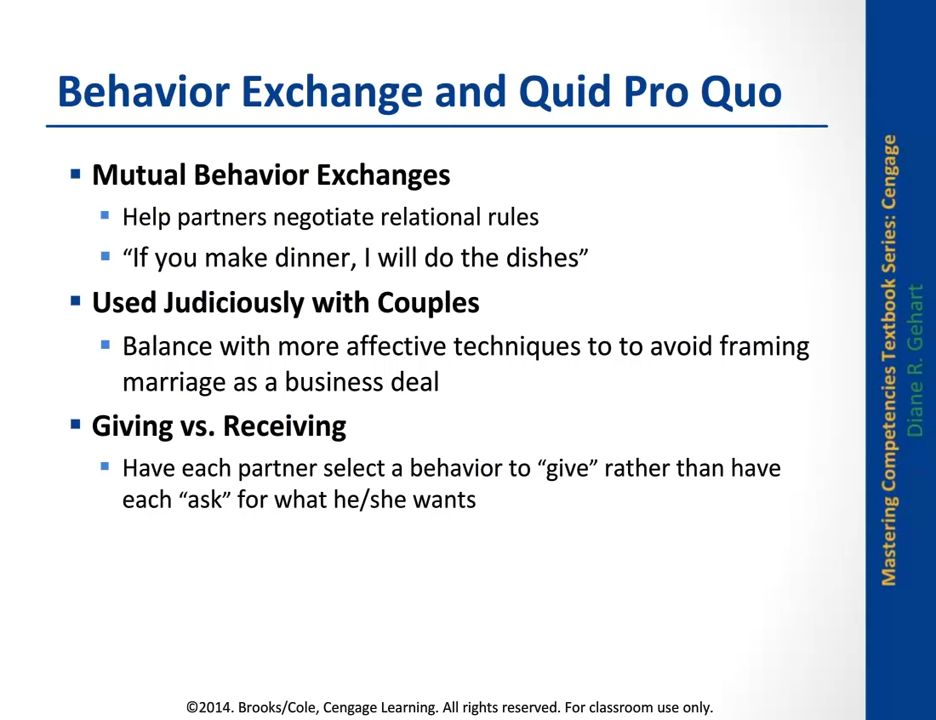 Behavior Exchange and Quid Pro Quo
Mutual Behavior Exchanges
Help partners negotiate relational rules
“If you make dinner, I will do the dishes”
Used Judiciously with Couples
Balance with more affective techniques to to avoid framing
marriage as a business deal
Giving vs. Receiving
Have each partner select a behavior to “give” rather than have
each “ask” for what he/she wants
©2014. Brooks/Cole, Cengage Learning. All rights reserved. For classroom use only.
Mastering Competencies Textbook Series: Cengage
Diane R. Gehart